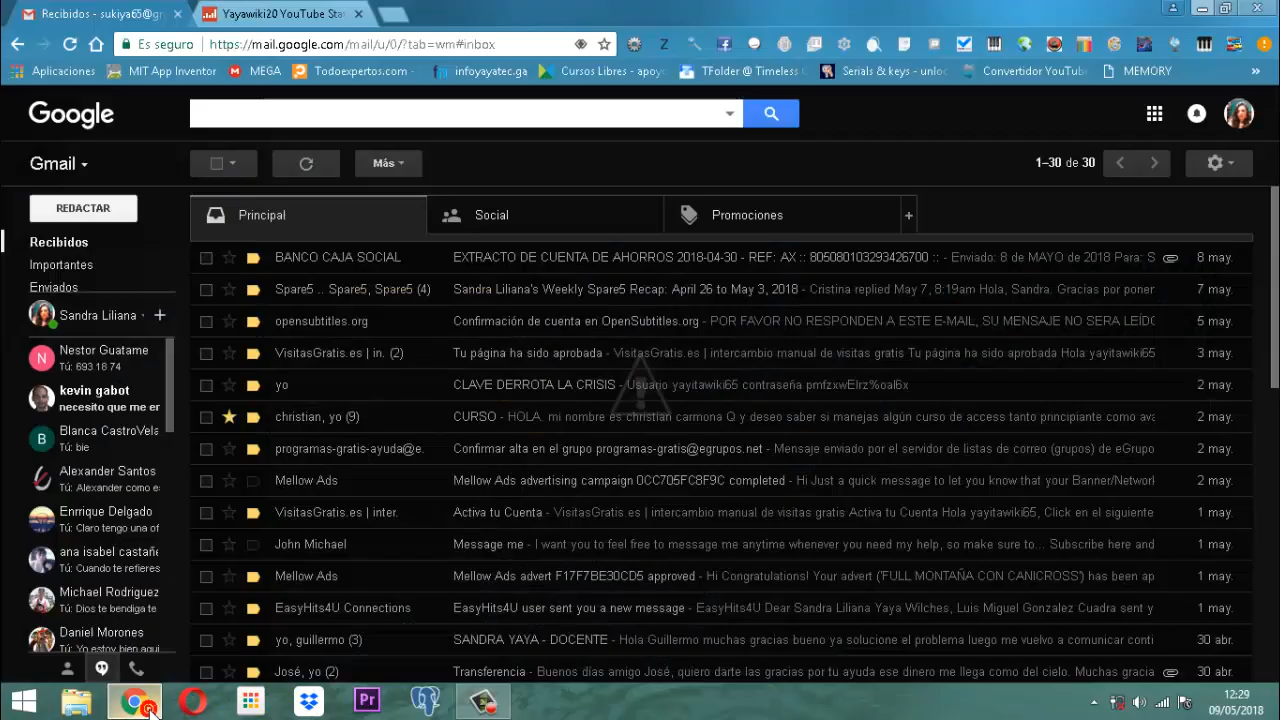 Recibidos - sukiya65@gr
Yayawiki20 YouTube Stat
Es seguro
https://mail.google.com/mail/u/0/?tab=wm#inbox
Aplicaciones
MIT App Inventor
MEGA
Todoexpertos.com -
infoyayatec.ga
Cursos Libres - apoy
TFolder @ Timeless
Serials & keys - unloc
Convertidor YouTub
MEMORY
»
Google
Gmail
Más
1–30 de 30
REDACTAR
Recibidos
Importantes
Enviados
Sandra Liliana
Nestor Guatame
Tú: 693 18 74
kevin gabot
necesito que me er
Blanca CastroVela
Tú: bie
Alexander Santos
Tú: Alexander como e
Enrrique Delgado
Tú: Claro tengo una of
ana isabel castañe
Tú: Cuando te refieres
Michael Rodriguez
Tú: Dios te bendiga te
Daniel Morones
Tú: Yo estoy bien aqui
Principal
Social
Promociones
+
BANCO CAJA SOCIAL EXTRACTO DE CUENTA DE AHORROS 2018-04-30 - REF: AX :: 805080103293426700 :: - Enviado: 8 de MAYO de 2018 Para: S 8 may.
Spare5 .. Spare5, Spare5 (4) Sandra Liliana's Weekly Spare5 Recap: April 26 to May 3, 2018 - Cristina replied May 7, 8:19am Hola, Sandra. Gracias por poner 7 may.
opensubtitles.org Confirmación de cuenta en OpenSubtitles.org - POR FAVOR NO RESPONDEN A ESTE E-MAIL, SU MENSAJE NO SERA LEÍDO 5 may.
VisitasGratis.es | in. (2) Tu página ha sido aprobada - VisitasGratis.es | intercambio manual de visitas gratis Tu página ha sido aprobada Hola yayitawiki65 3 may.
yo CLAVE DERROTA LA CRISIS - Usuario yayitawiki65 contraseña pmfzxwElrz%oal6x 2 may.
christian, yo (9) CURSO - HOLA. mi nombre es christian carmona Q y deseo saber si manejas algún curso de access tanto principiante.como ava 2 may.
programas-gratis-ayuda@e. Confirmar alta en el grupo programas-gratis@egrupos.net - Mensaje enviado por el servidor de listas de correo (grupos) de eGrupo 2 may.
Mellow Ads Mellow Ads advertising campaign 0CC705FC8F9C completed - Hi Just a quick message to let you know that your Banner/Network 2 may.
VisitasGratis.es | inter. Activa tu Cuenta - VisitasGratis.es | intercambio manual de visitas gratis Activa tu Cuenta Hola yayitawiki65, Click en el siguiente 1 may.
John Michael Message me - I want you to feel free to message me anytime whenever you need my help, so make sure to... Subscribe here and 1 may.
Mellow Ads Mellow Ads advert F17F7BE30CD5 approved - Hi Congratulations! Your advert ('FULL MONTAÑA CON CANICROSS') has been ap 1 may.
EasyHits4U Connections EasyHits4U user sent you a new message - EasyHits4U Dear Sandra Liliana Yaya Wilches, Luis Miguel Gonzalez Cuadra sent y 1 may.
yo, guillermo (3) SANDRA YAYA - DOCENTE - Hola Guillermo muchas gracias bueno ya solucione el problema luego me vuelvo a comunicar conti 30 abr.
José, yo (2) Transferencia - Buenos días amigo José, quiero darte las gracias por tu ayuda ese dinero me llega como del cielo. Muchas gracias 30 abr.
Pr
12:29
09/05/2018